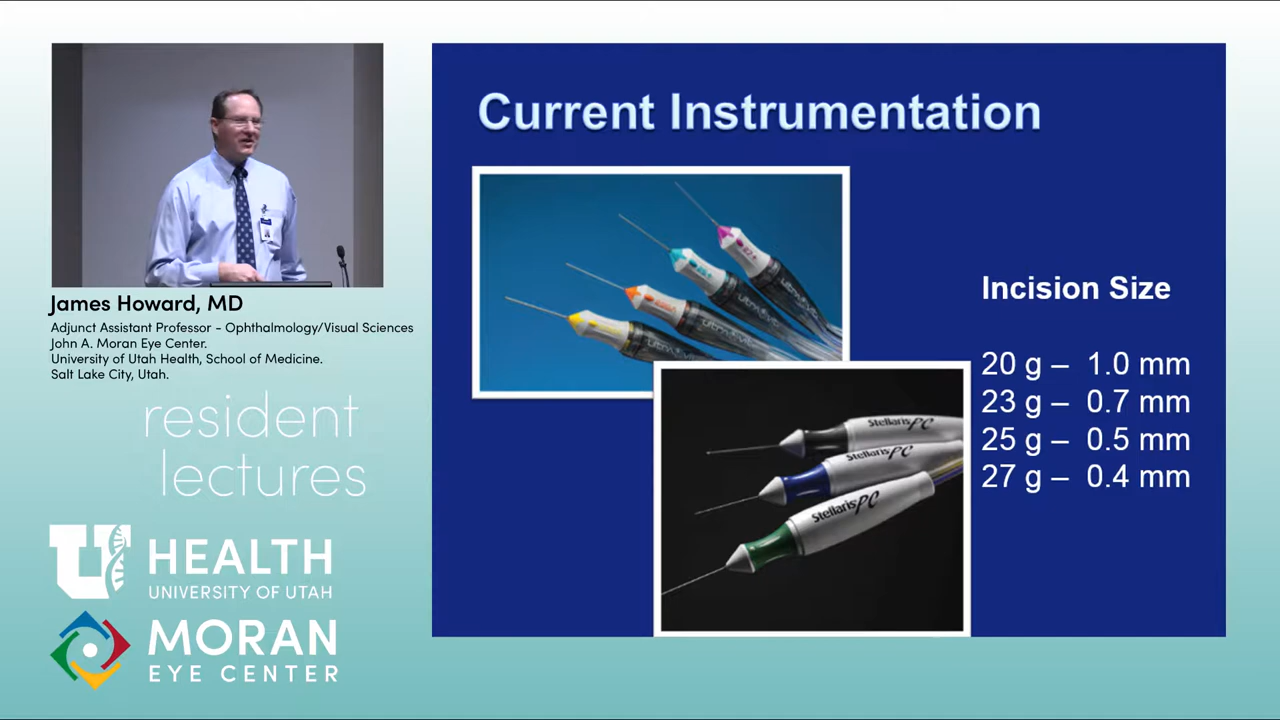 Current Instrumentation
Incision Size
20 g – 1.0 mm
23 g – 0.7 mm
25 g – 0.5 mm
27 g – 0.4 mm
Stellaris PC
Stellaris PC
Stellaris PC
James Howard, MD
Adjunct Assistant Professor - Ophthalmology/Visual Sciences
John A. Moran Eye Center.
University of Utah Health, School of Medicine.
Salt Lake City, Utah.
resident
lectures
U HEALTH
UNIVERSITY OF UTAH
MORAN
EYE CENTER